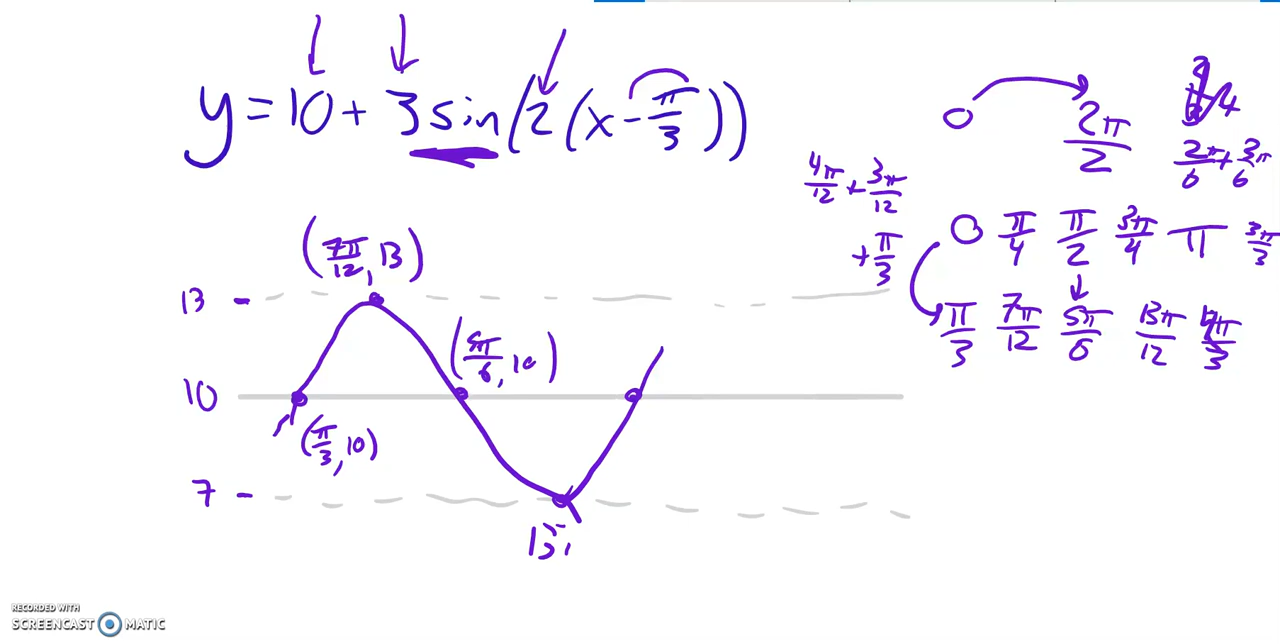 y = 10 + 3 sin(2(x - π/3))
0 2π/2
2π/6 + 3π/6
4π/12 + 3π/12
+ π/3
0 π/4 π/2 3π/4 π 3π/3
π/3 7π/12 5π/6 13π/12 4π/3
(7π/12, 13)
13
(5π/6, 10)
10
(π/3, 10)
7
RECORDED WITH
SCREENCAST MATIC